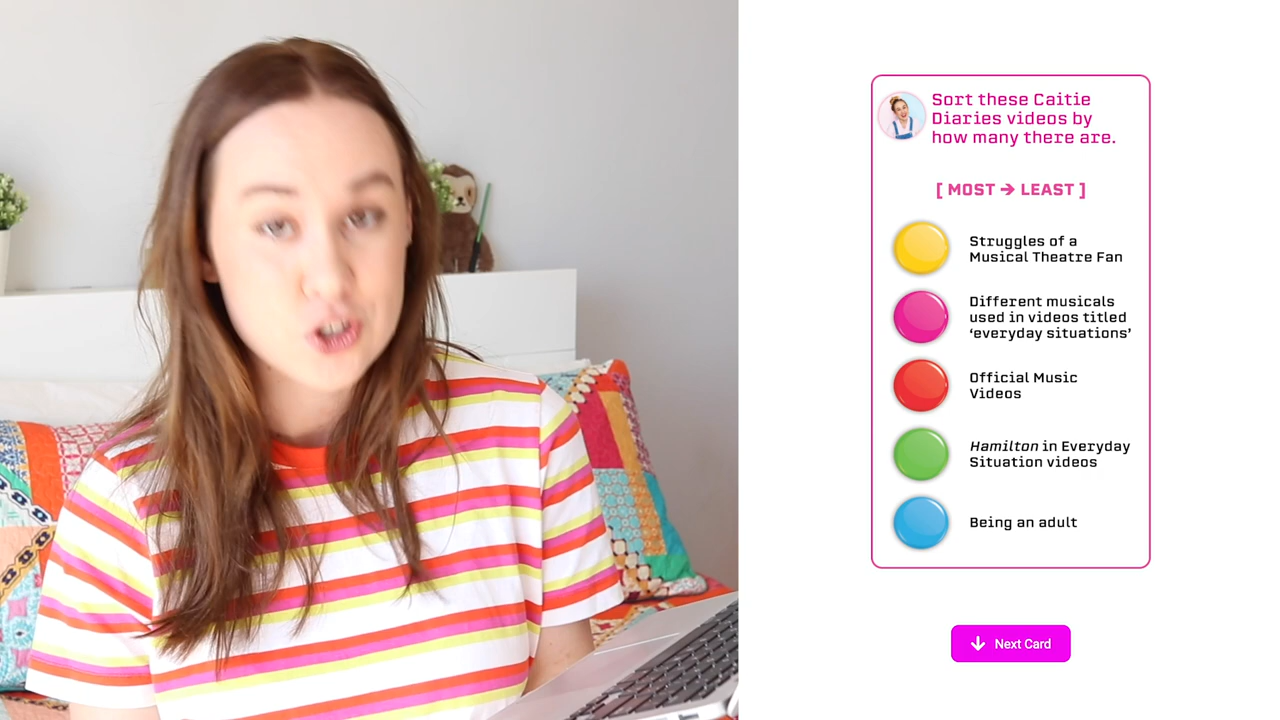 Sort these Caitie
Diaries videos by
how many there are.
[ MOST → LEAST ]
Struggles of a
Musical Theatre Fan
Different musicals
used in videos titled
‘everyday situations’
Official Music
Videos
Hamilton in Everyday
Situation videos
Being an adult
Next Card